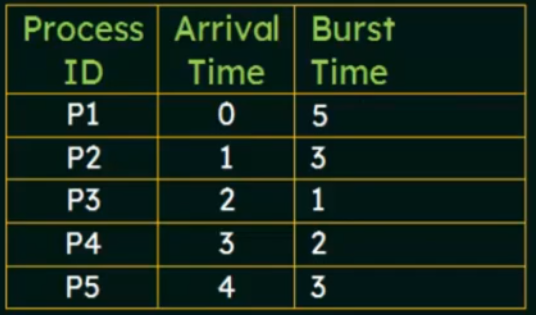 Process ID Arrival Time Burst Time
P1 0 5
P2 1 3
P3 2 1
P4 3 2
P5 4 3